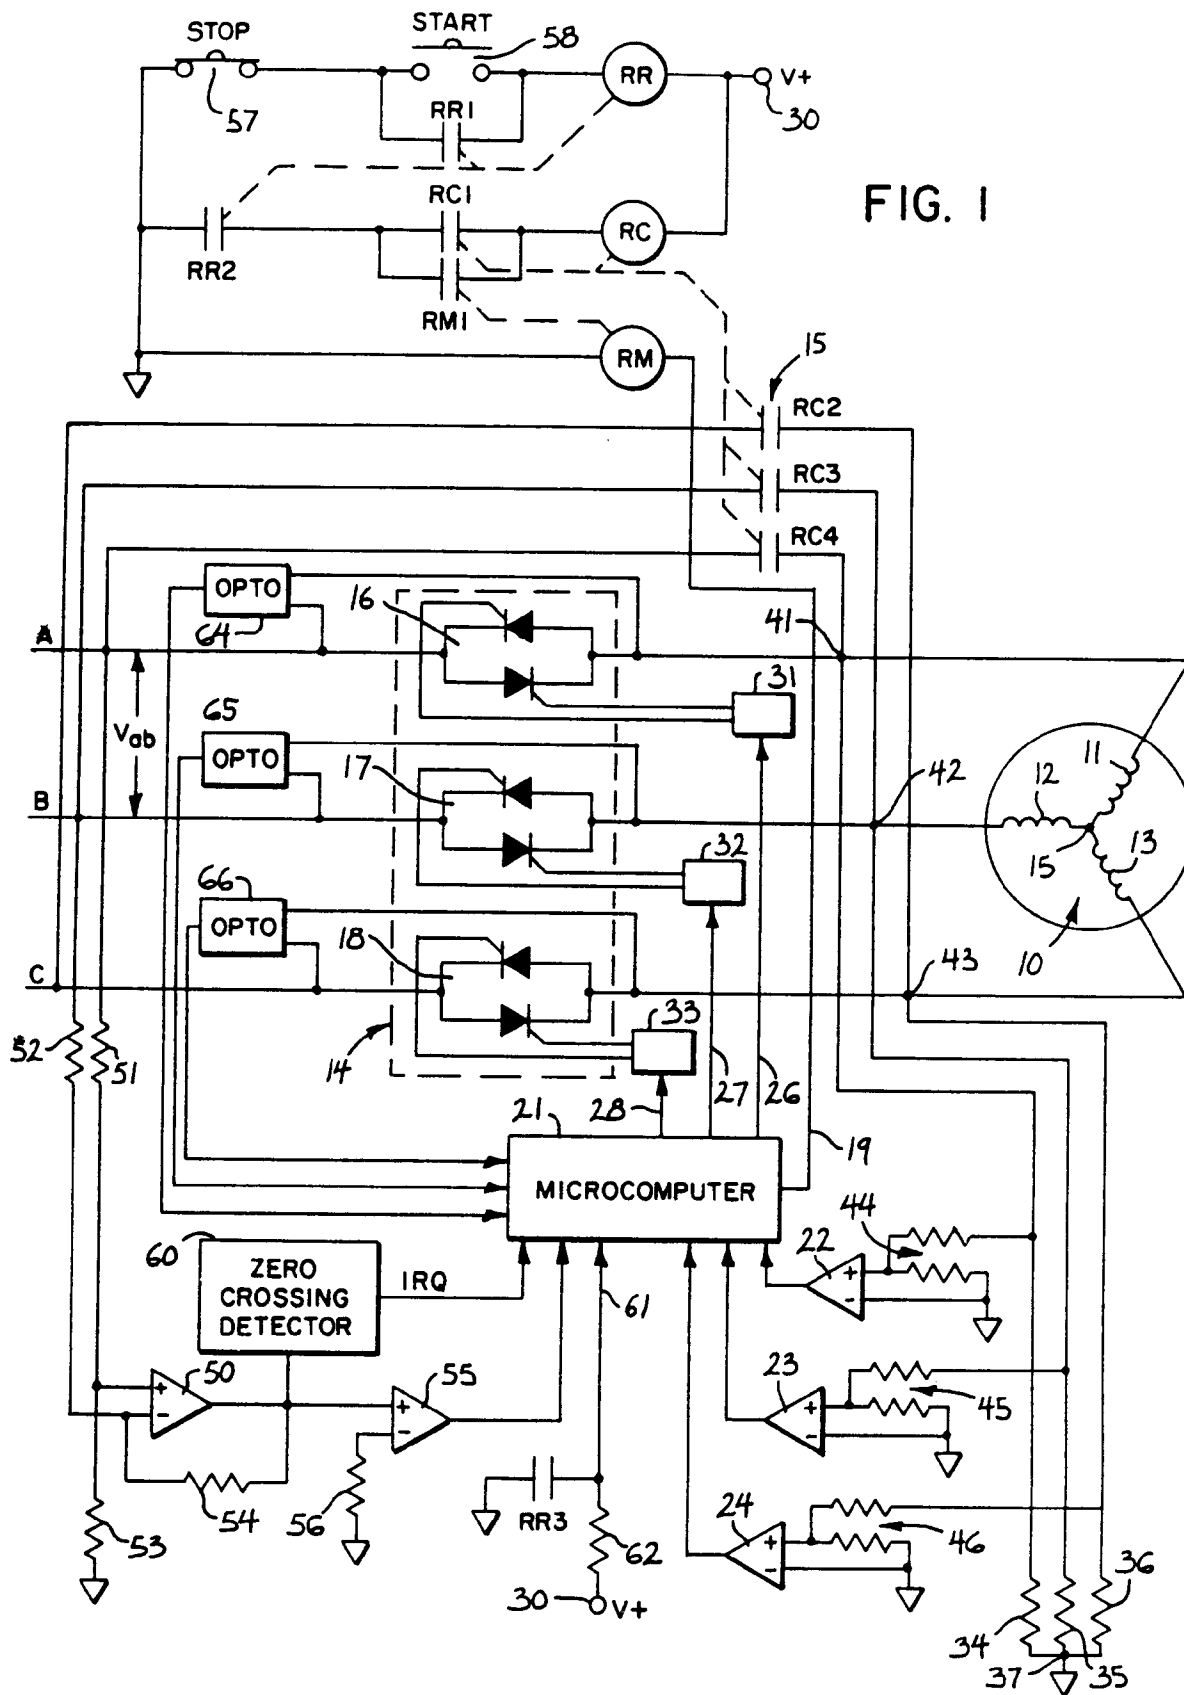 STOP
START
58
57
RR
V+
30
RR1
FIG. 1
RC1
RC
RR2
RM1
RM
15
RC2
RC3
RC4
OPTO
64
16
41
A
31
Vab
65
OPTO
17
42
11
12
B
32
15
13
66
OPTO
18
10
43
C
33
52
51
14
28
27
26
21
19
MICROCOMPUTER
60
ZERO
CROSSING
DETECTOR
IRQ
61
22
+
-
44
50
+
-
55
+
-
23
+
-
45
54
56
RR3
62
24
+
-
46
53
30
V+
36
34
37
35